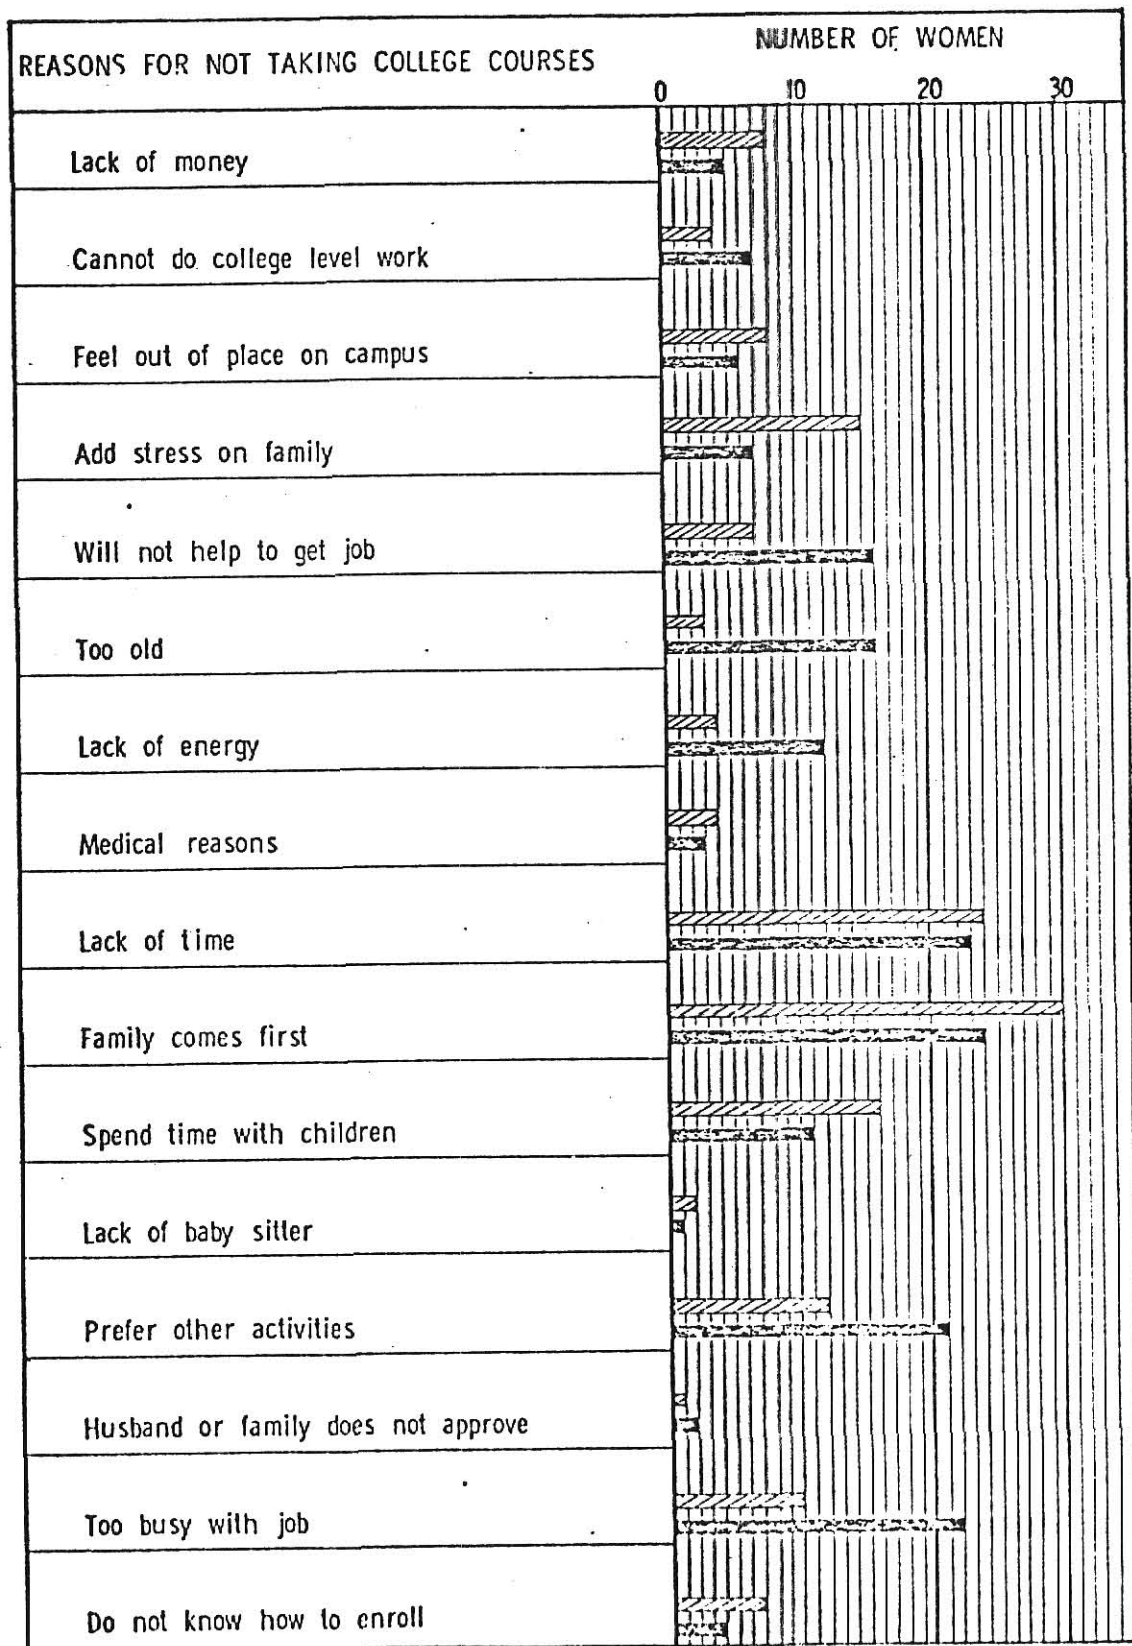 NUMBER OF WOMEN
REASONS FOR NOT TAKING COLLEGE COURSES
0 10 20 30
Lack of money
Cannot do college level work
Feel out of place on campus
Add stress on family
Will not help to get job
Too old
Lack of energy
Medical reasons
Lack of time
Family comes first
Spend time with children
Lack of baby sitter
Prefer other activities
Husband or family does not approve
Too busy with job
Do not know how to enroll